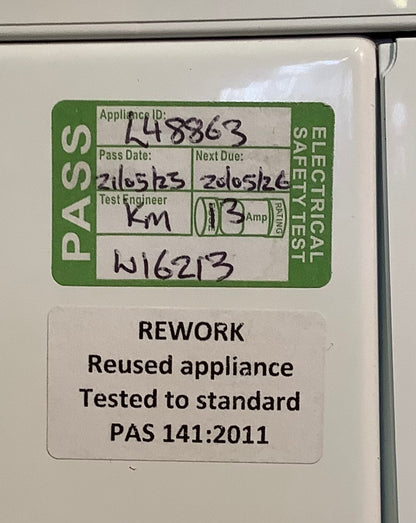 PASS
Appliance ID:
L48863
Pass Date: Next Due:
21/05/25 20/05/26
Test Engineer
KM 13 Amp RATING
W16213
ELECTRICAL
SAFETY TEST
REWORK
Reused appliance
Tested to standard
PAS 141:2011